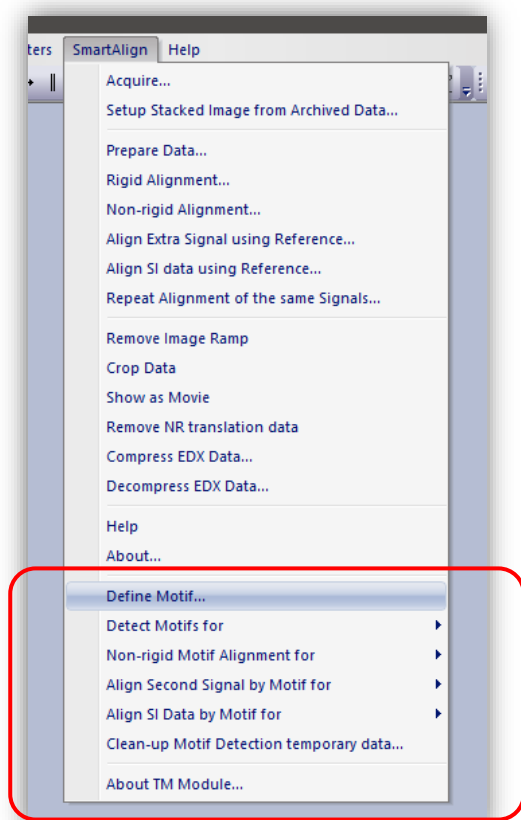 ters SmartAlign Help
Acquire...
Setup Stacked Image from Archived Data...
Prepare Data...
Rigid Alignment...
Non-rigid Alignment...
Align Extra Signal using Reference...
Align SI data using Reference...
Repeat Alignment of the same Signals...
Remove Image Ramp
Crop Data
Show as Movie
Remove NR translation data
Compress EDX Data...
Decompress EDX Data...
Help
About...
Define Motif...
Detect Motifs for
Non-rigid Motif Alignment for
Align Second Signal by Motif for
Align SI Data by Motif for
Clean-up Motif Detection temporary data...
About TM Module...